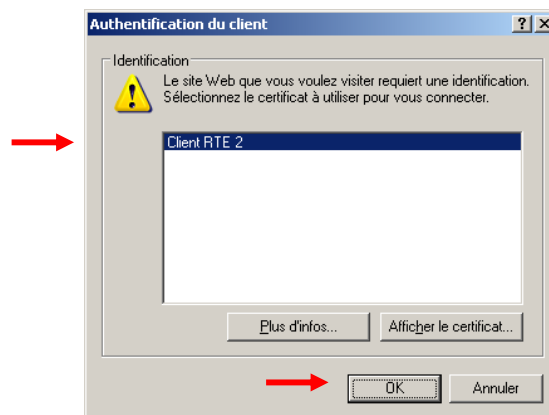 Authentification du client
Identification
Le site Web que vous voulez visiter requiert une identification.
Sélectionnez le certificat à utiliser pour vous connecter.
Client RTE 2
Plus d'infos... Afficher le certificat...
OK Annuler